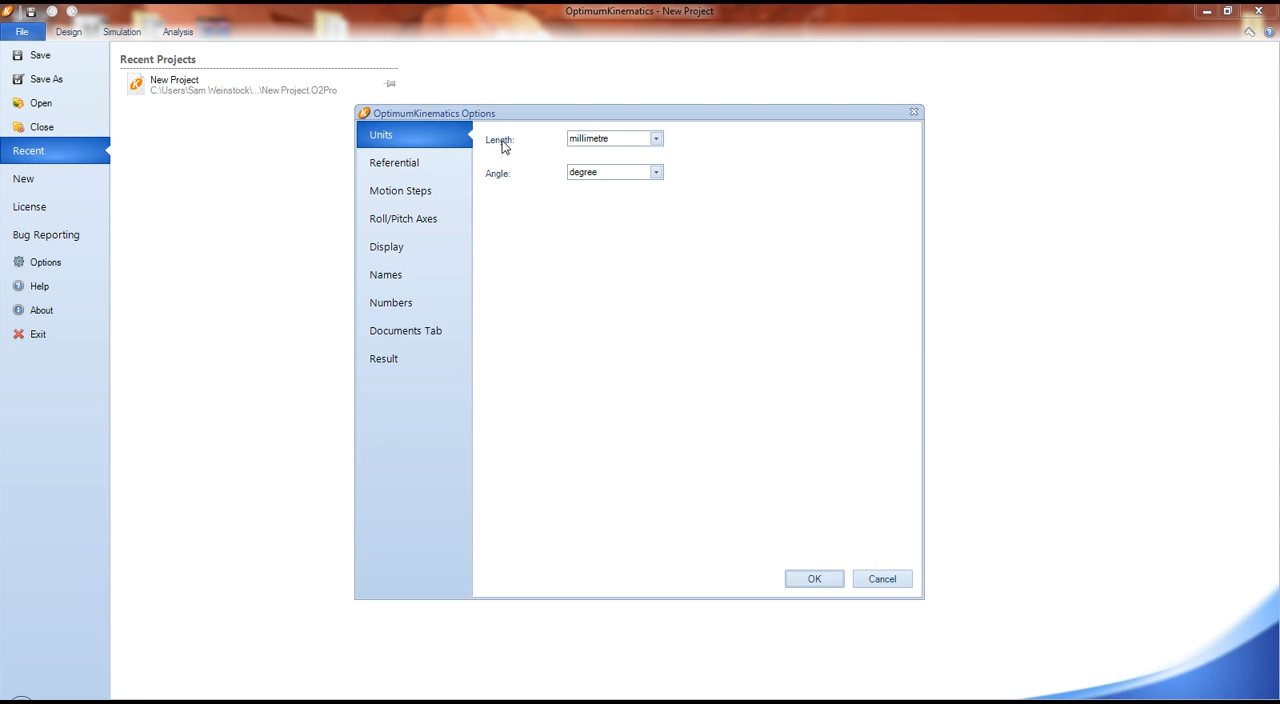 OptimumKinematics - New Project
File Design Simulation Analysis
Save
Save As
Open
Close
Recent
New
License
Bug Reporting
Options
Help
About
Exit
Recent Projects
New Project
C:\Users\Sam Weinstock\...\New Project.O2Pro
OptimumKinematics Options
Units
Referential
Motion Steps
Roll/Pitch Axes
Display
Names
Numbers
Documents Tab
Result
Length: millimetre
Angle: degree
OK Cancel